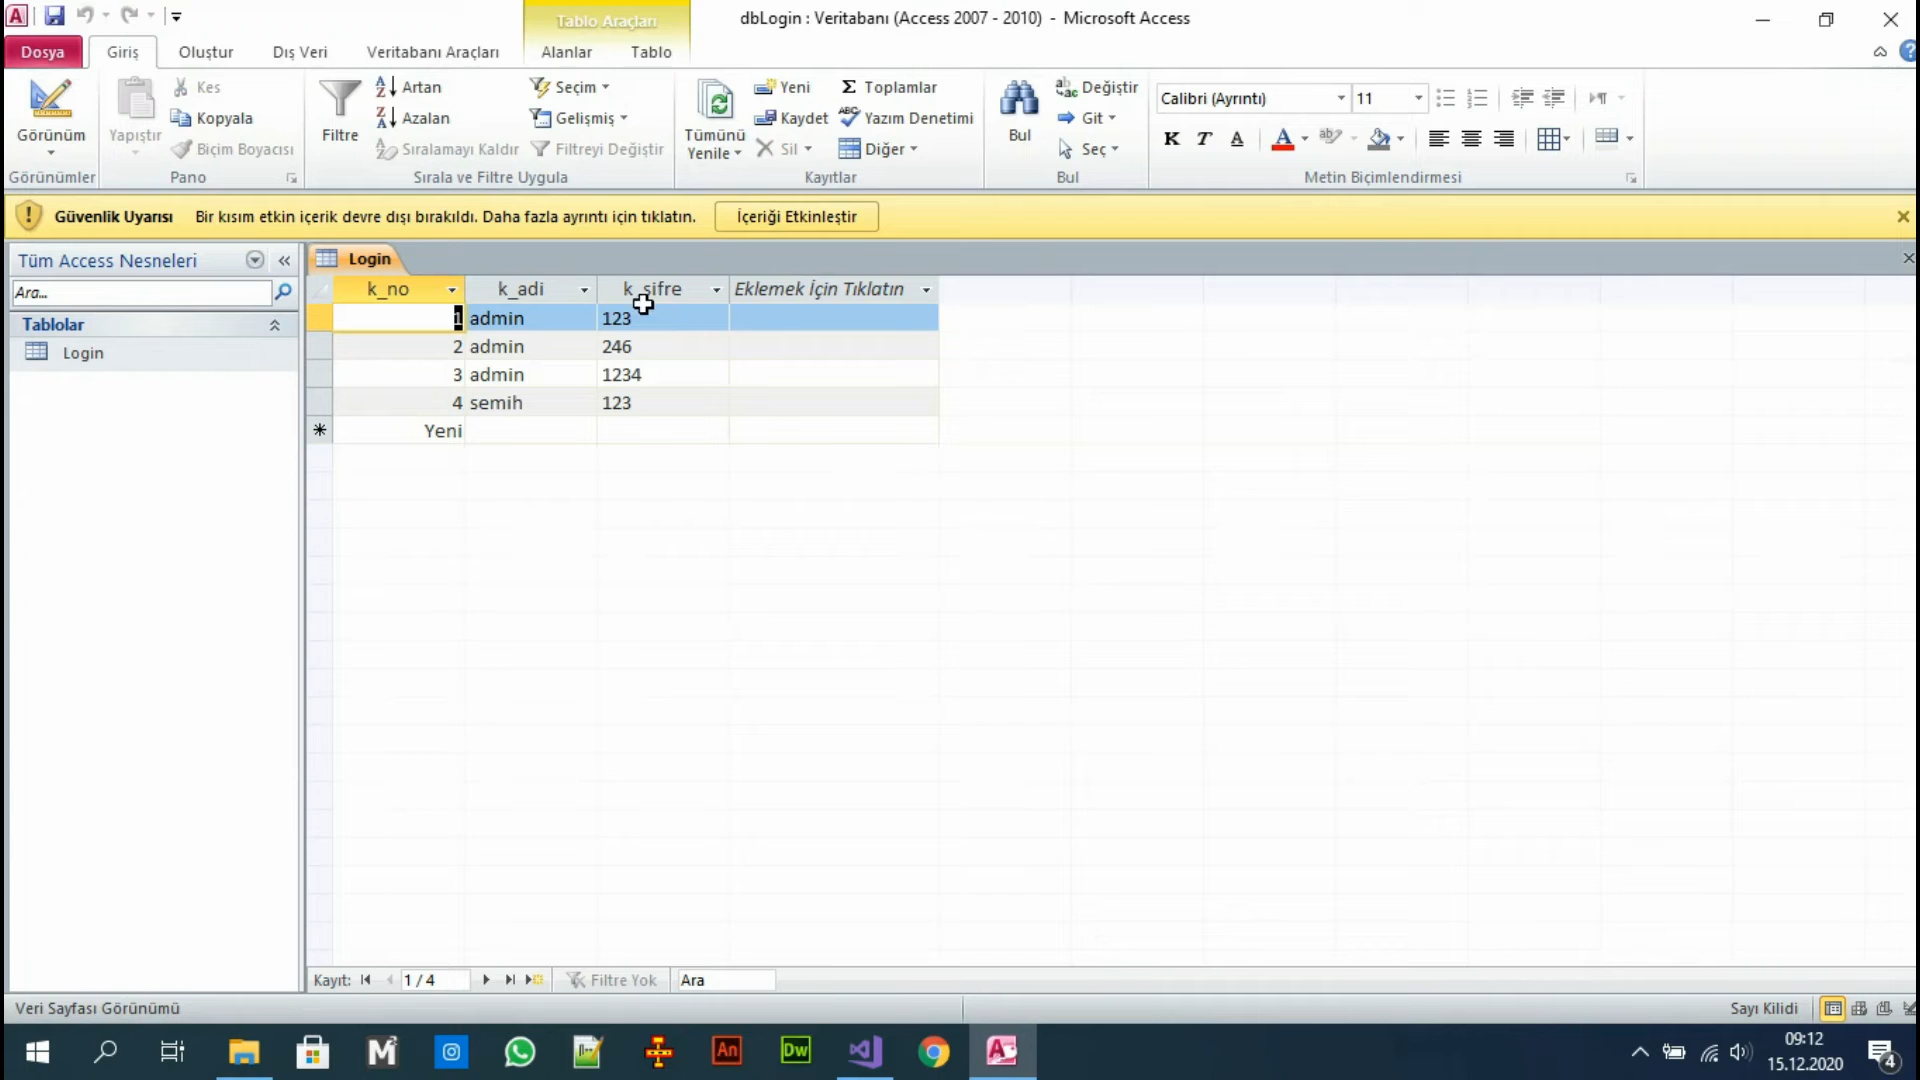 dbLogin : Veritabanı (Access 2007 - 2010) - Microsoft Access
Tablo Araçları
Dosya Giriş Oluştur Dış Veri Veritabanı Araçları Alanlar Tablo
Görünüm
Görünümler
Yapıştır
Kes
Kopyala
Biçim Boyacısı
Pano
Filtre
Artan
Azalan
Sıralamayı Kaldır
Seçim
Gelişmiş
Filtreyi Değiştir
Sırala ve Filtre Uygula
Tümünü
Yenile
Yeni
Kaydet
Sil
Toplamlar
Yazım Denetimi
Diğer
Kayıtlar
Bul
Değiştir
Git
Seç
Bul
Calibri (Ayrıntı) 11
K T A
Metin Biçimlendirmesi
Güvenlik Uyarısı Bir kısım etkin içerik devre dışı bırakıldı. Daha fazla ayrıntı için tıklatın. İçeriği Etkinleştir
Tüm Access Nesneleri
Ara...
Tablolar
Login
Login
k_no k_adi k_sifre Eklemek İçin Tıklatın
1 admin 123
2 admin 246
3 admin 1234
4 semih 123
Yeni
Kayıt: 1 / 4 Filtre Yok Ara
Veri Sayfası Görünümü Sayı Kilidi
An Dw
09:12
15.12.2020
4